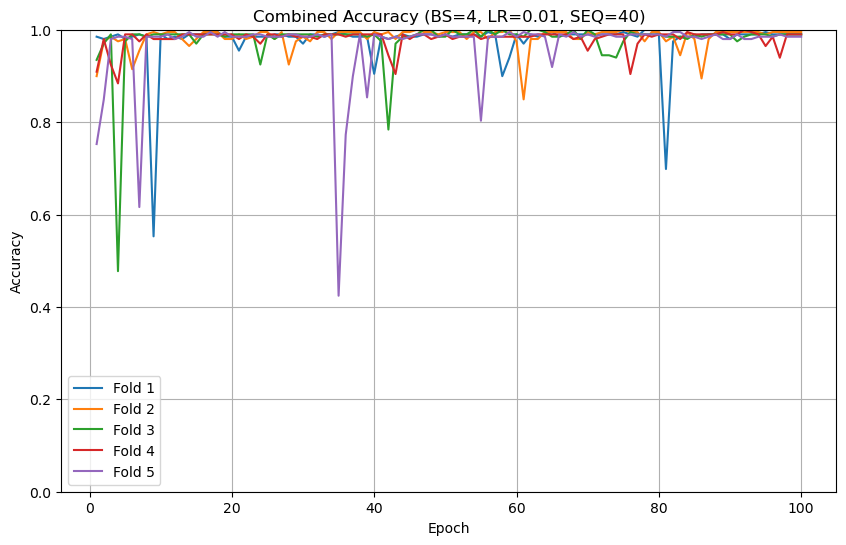 Combined Accuracy (BS=4, LR=0.01, SEQ=40)
1.0
0.8
0.6
0.4
0.2
0.0
Accuracy
Fold 1
Fold 2
Fold 3
Fold 4
Fold 5
0 20 40 60 80 100
Epoch